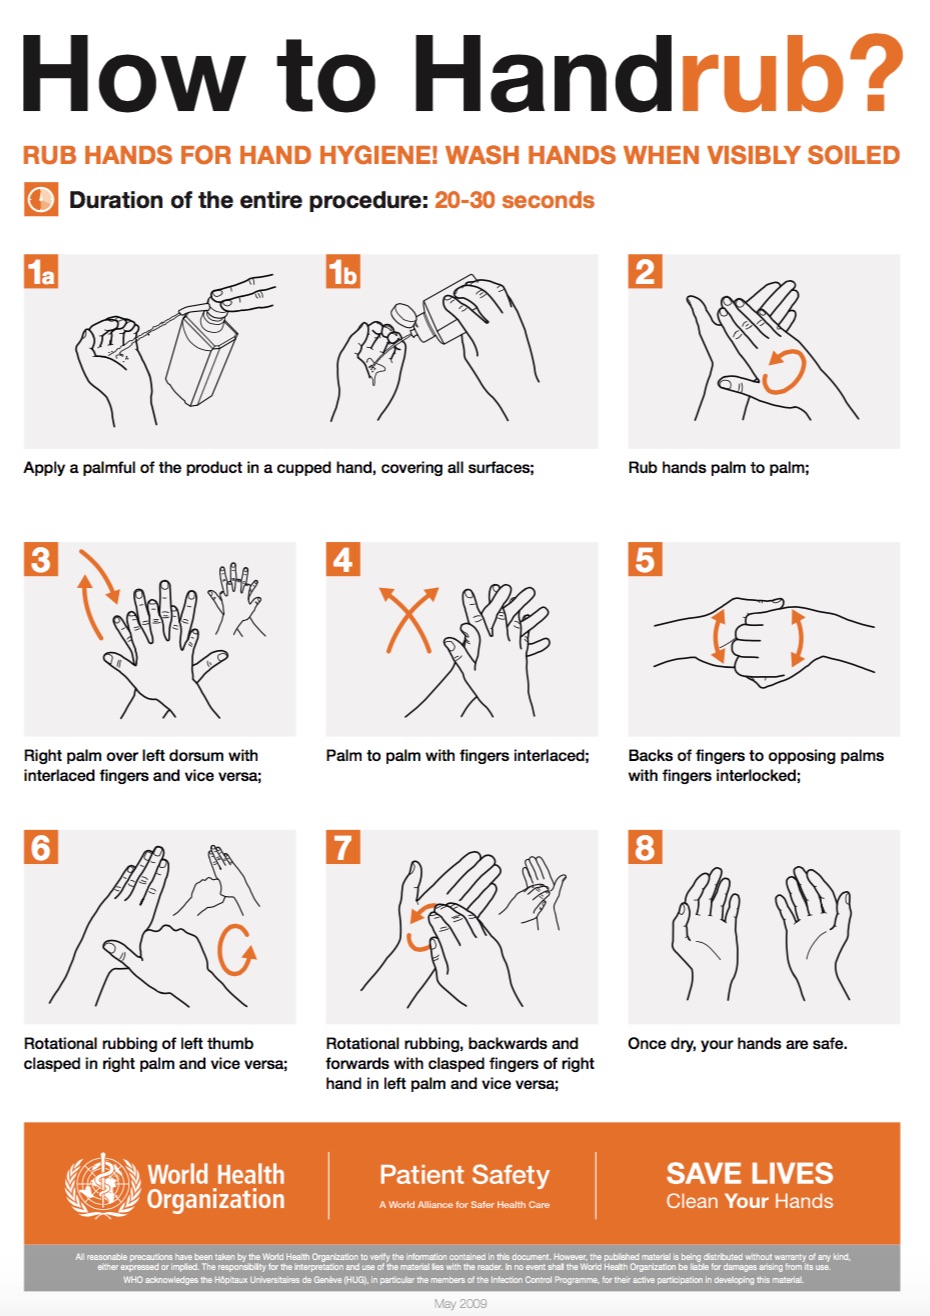 How to Handrub?
RUB HANDS FOR HAND HYGIENE! WASH HANDS WHEN VISIBLY SOILED
Duration of the entire procedure: 20-30 seconds
1a
1b
2
Apply a palmful of the product in a cupped hand, covering all surfaces;
Rub hands palm to palm;
3
4
5
Right palm over left dorsum with
interlaced fingers and vice versa;
Palm to palm with fingers interlaced;
Backs of fingers to opposing palms
with fingers interlocked;
6
7
8
Rotational rubbing of left thumb
clasped in right palm and vice versa;
Rotational rubbing, backwards and
forwards with clasped fingers of right
hand in left palm and vice versa;
Once dry, your hands are safe.
World Health
Organization
Patient Safety
A World Alliance for Safer Health Care
SAVE LIVES
Clean Your Hands
All reasonable precautions have been taken by the World Health Organization to verify the information contained in this document. However, the published material is being distributed without warranty of any kind,
either expressed or implied. The responsibility for the interpretation and use of the material lies with the reader. In no event shall the World Health Organization be liable for damages arising from its use.
WHO acknowledges the Hôpitaux Universitaires de Genève (HUG), in particular the members of the Infection Control Programme, for their active participation in developing this material.
May 2009